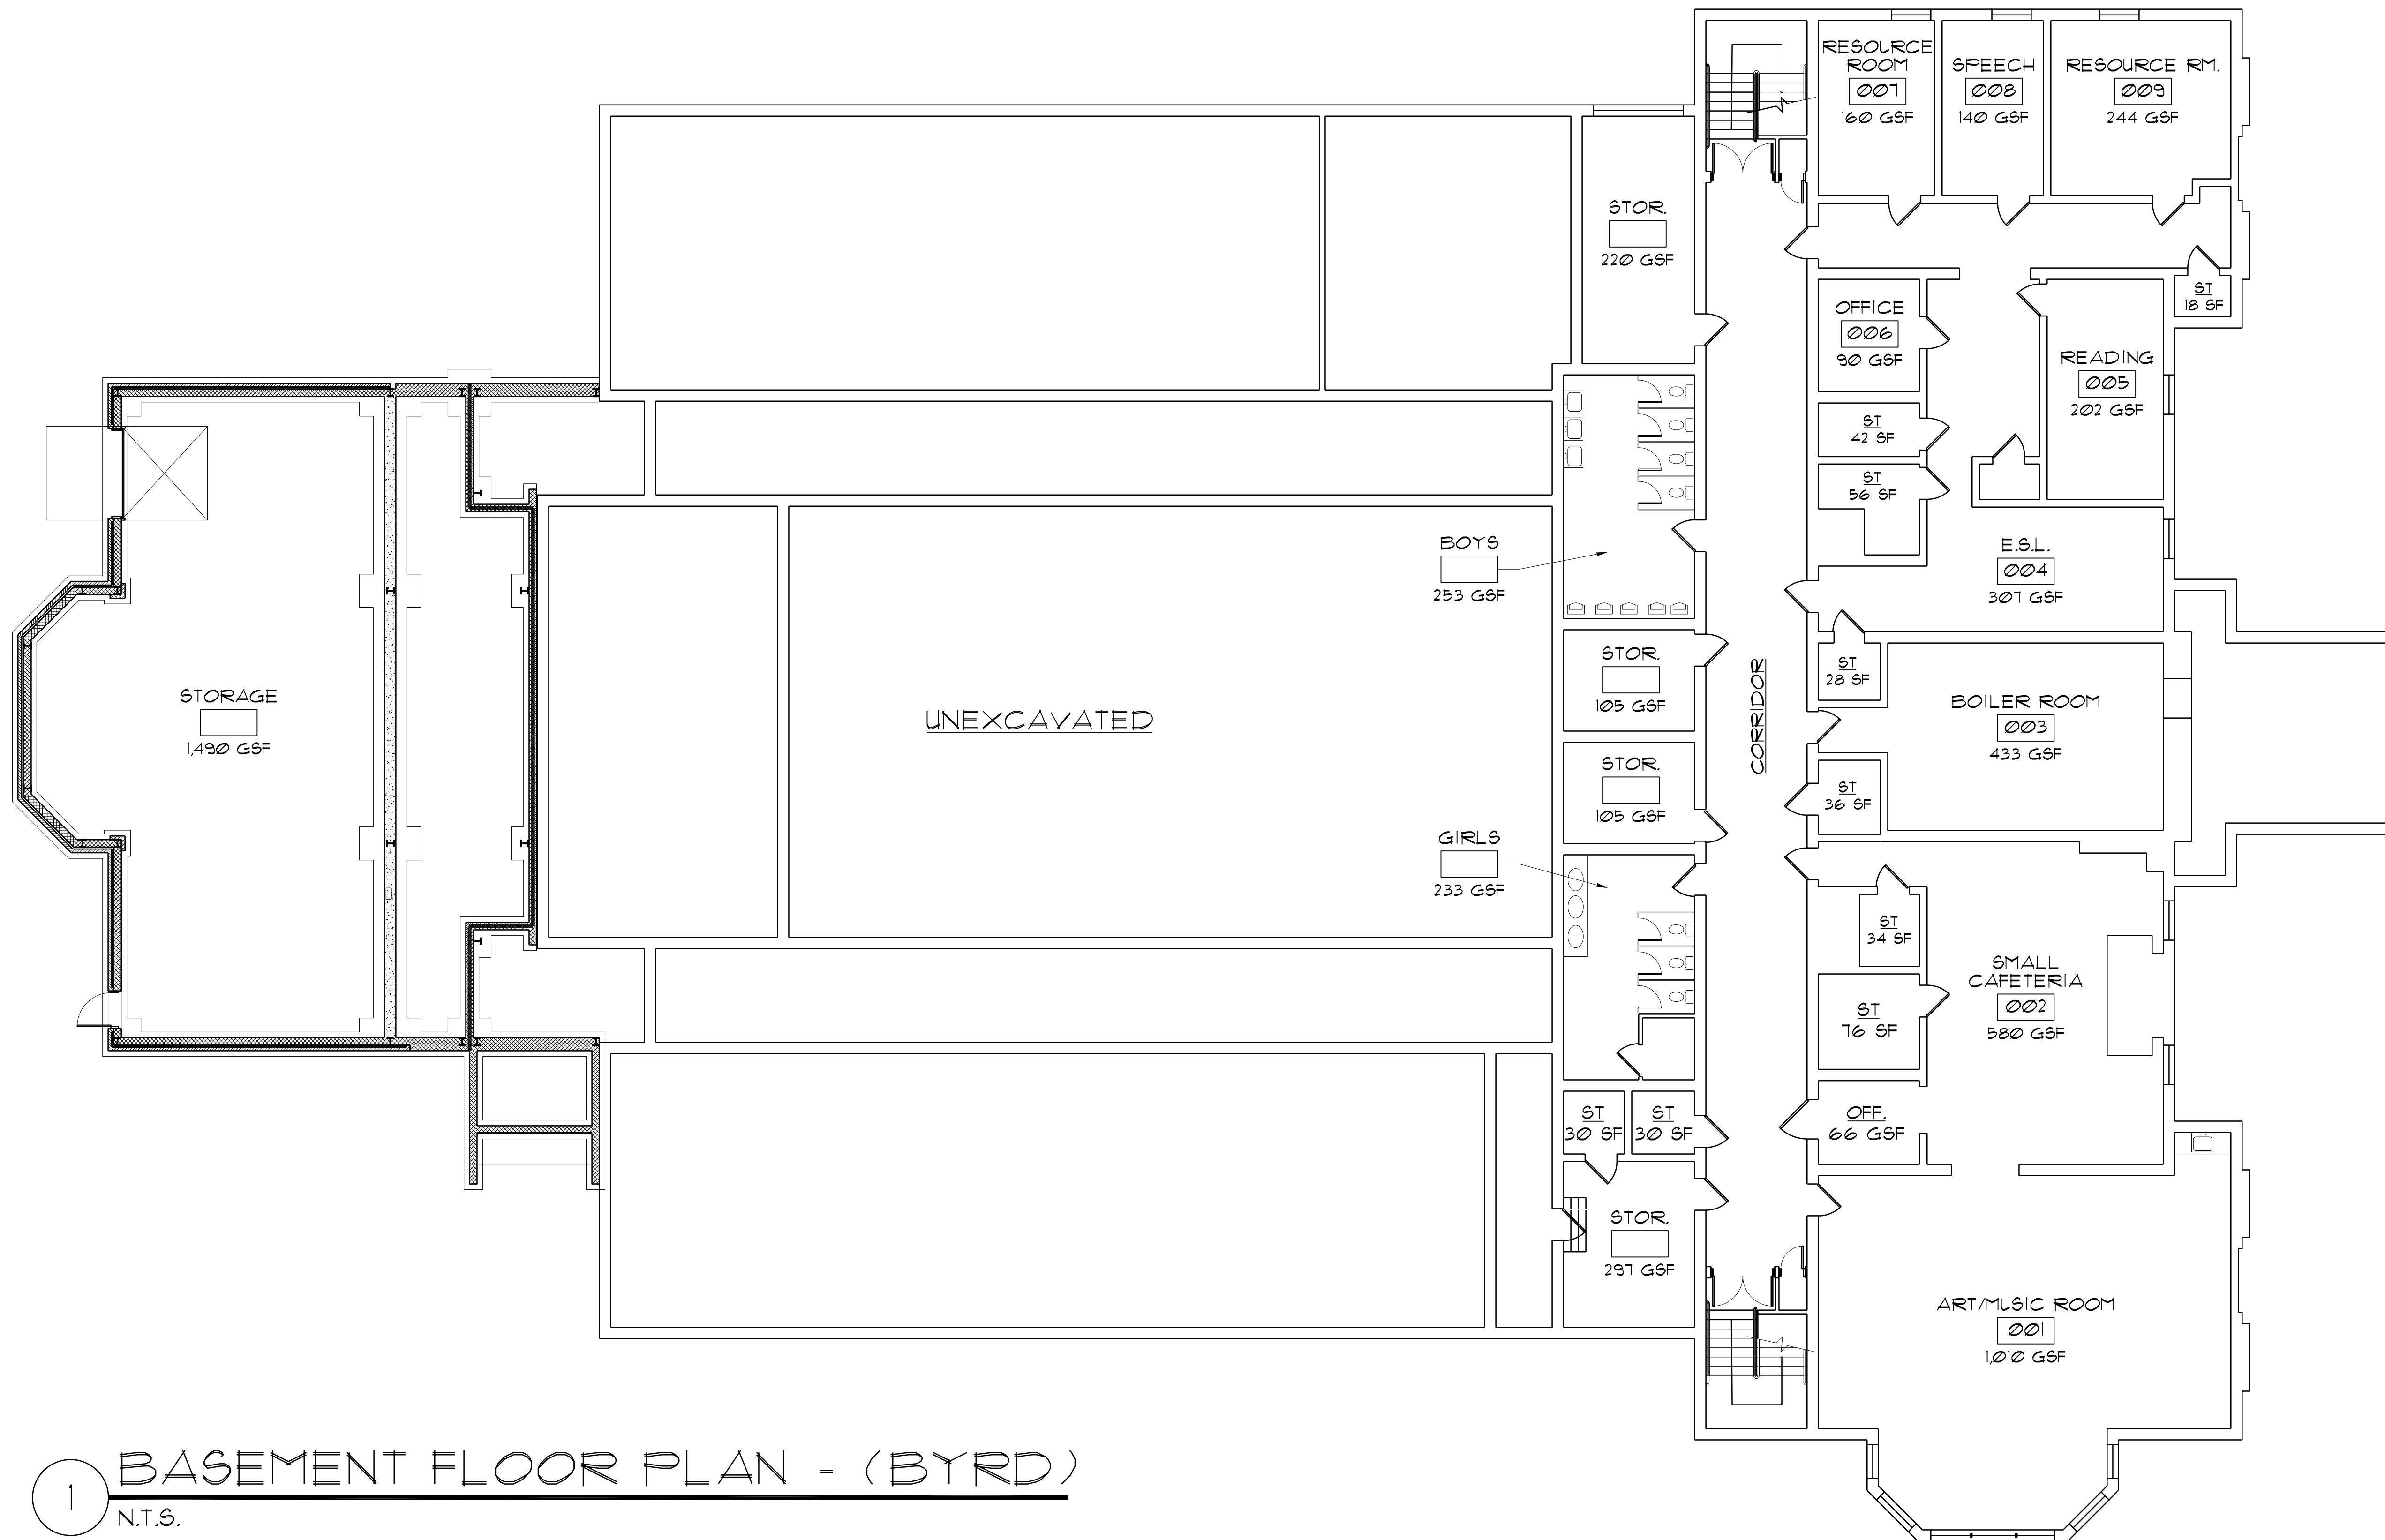 RESOURCE
ROOM
007
160 GSF
SPEECH
008
140 GSF
RESOURCE RM.
009
244 GSF
STOR.
220 GSF
ST
18 SF
OFFICE
006
90 GSF
READING
005
202 GSF
ST
42 SF
ST
56 SF
BOYS
253 GSF
E.S.L.
004
307 GSF
STORAGE
1,490 GSF
UNEXCAVATED
STOR.
105 GSF
CORRIDOR
ST
28 SF
BOILER ROOM
003
433 GSF
STOR.
105 GSF
ST
36 SF
GIRLS
233 GSF
ST
34 SF
SMALL
CAFETERIA
002
580 GSF
ST
76 SF
ST
30 SF
ST
30 SF
OFF.
66 GSF
STOR.
297 GSF
ART/MUSIC ROOM
001
1,010 GSF
1
BASEMENT FLOOR PLAN - (BYRD)
N.T.S.